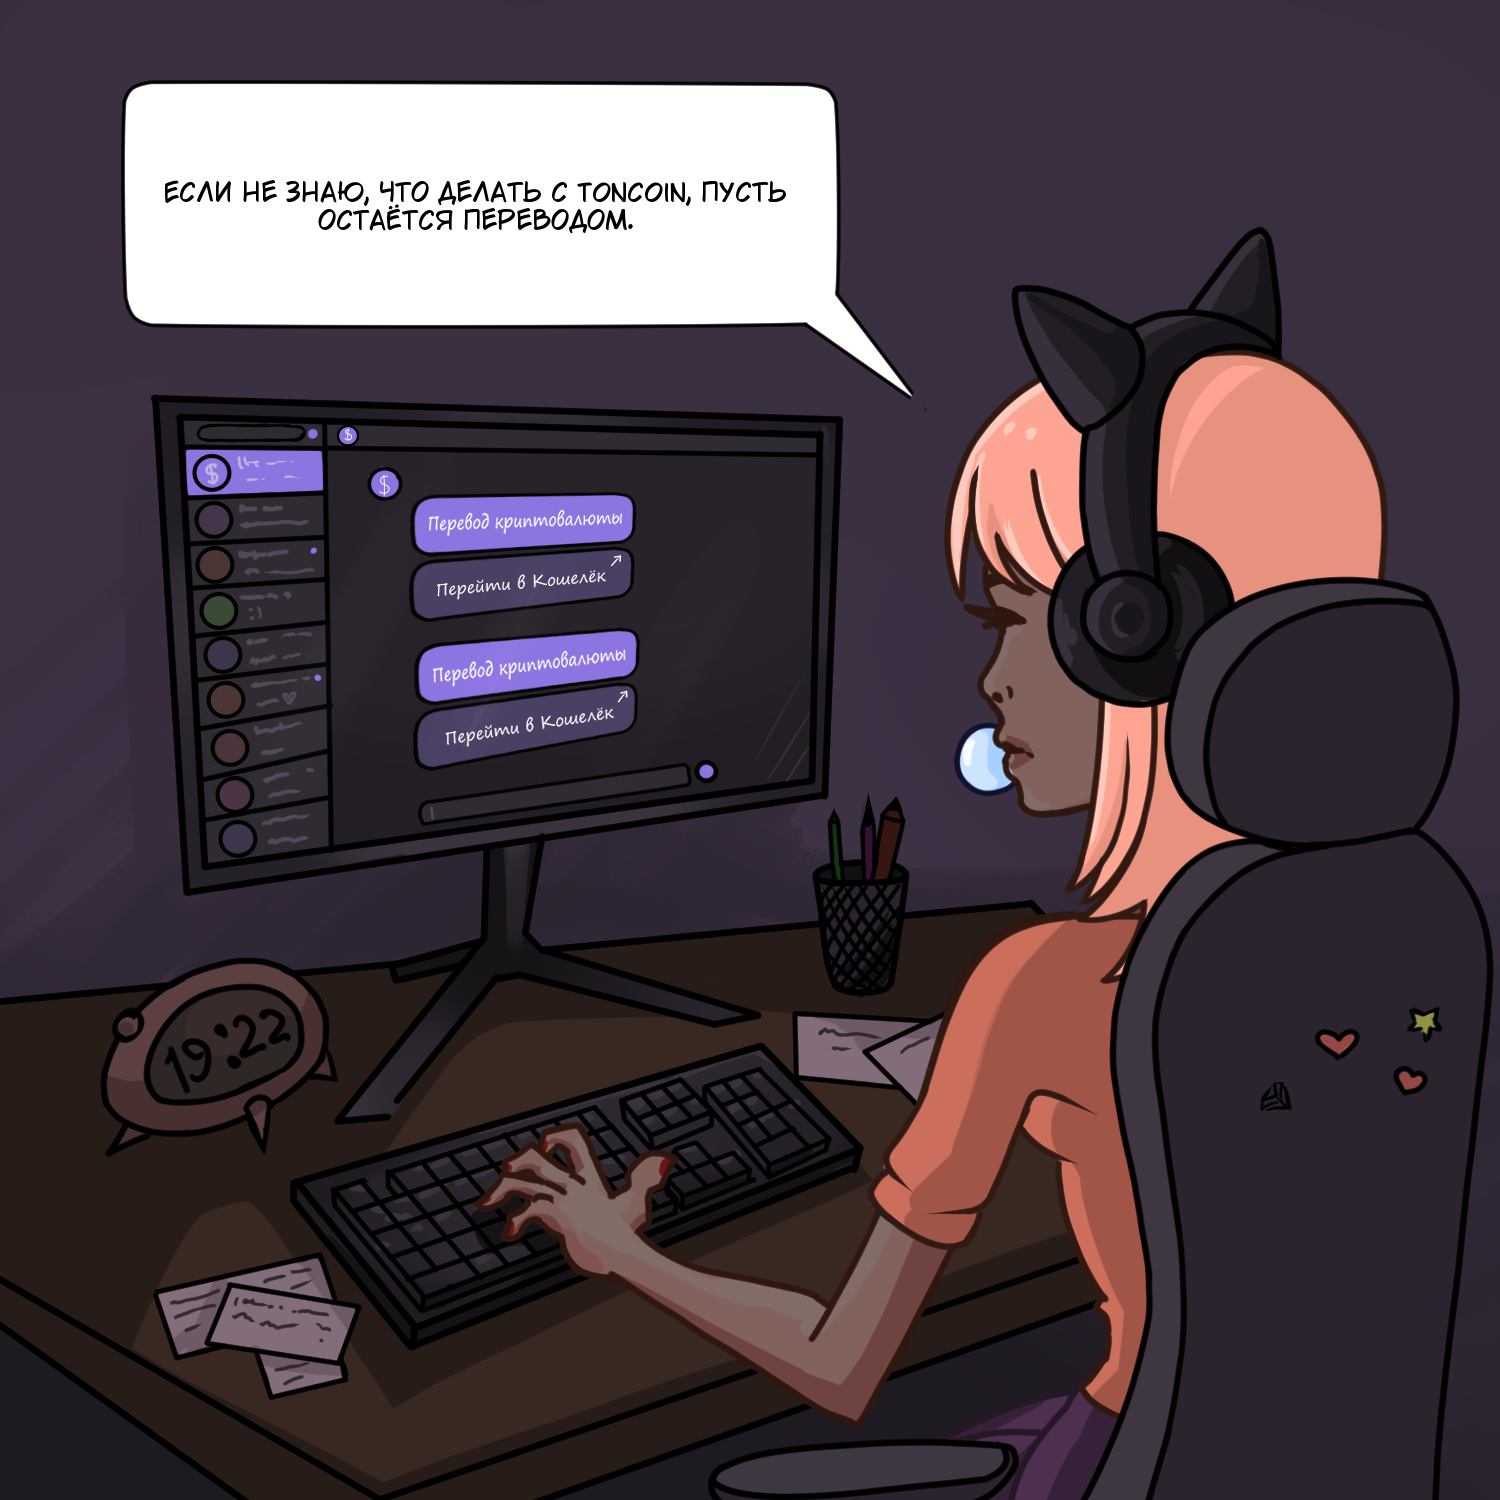 ЕСЛИ НЕ ЗНАЮ, ЧТО ДЕЛАТЬ С TONCOIN, ПУСТЬ
ОСТАЁТСЯ ПЕРЕВОДОМ.
$
$
$
Перевод криптовалюты
Перейти в Кошелёк
Перевод криптовалюты
Перейти в Кошелёк
:)
19:22